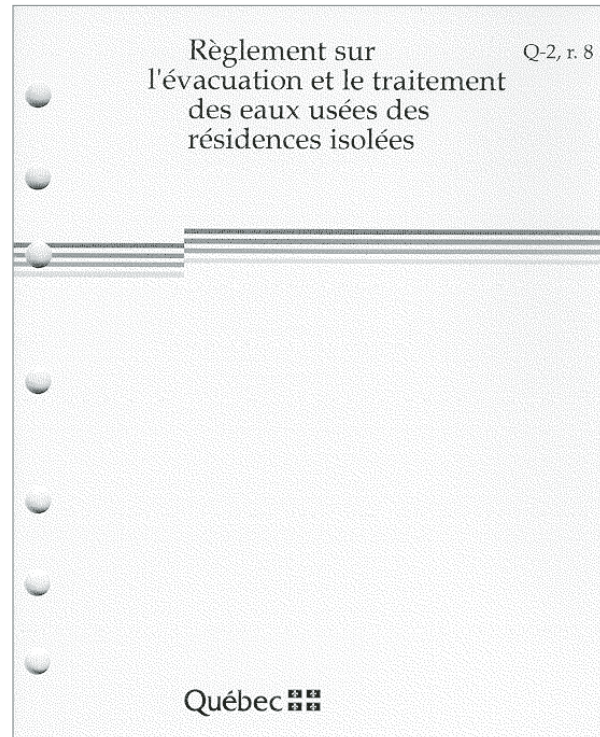 Règlement sur
l'évacuation et le traitement
des eaux usées des
résidences isolées
Q-2, r. 8
Québec